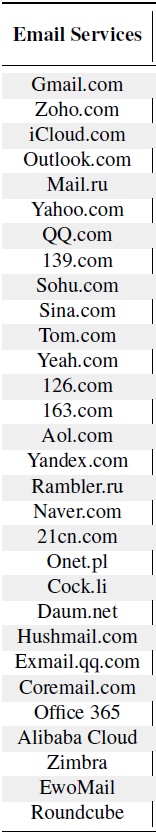 Email Services
Gmail.com
Zoho.com
iCloud.com
Outlook.com
Mail.ru
Yahoo.com
QQ.com
139.com
Sohu.com
Sina.com
Tom.com
Yeah.com
126.com
163.com
Aol.com
Yandex.com
Rambler.ru
Naver.com
21cn.com
Onet.pl
Cock.li
Daum.net
Hushmail.com
Exmail.qq.com
Coremail.com
Office 365
Alibaba Cloud
Zimbra
EwoMail
Roundcube